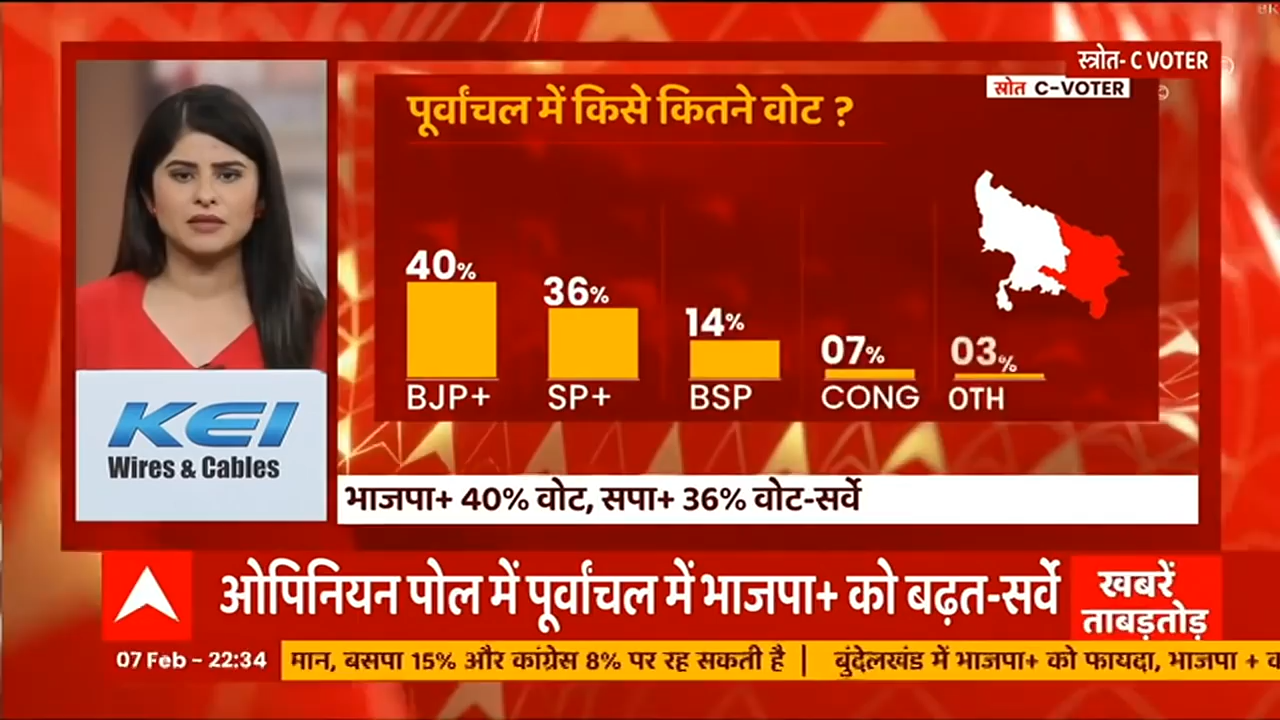 स्त्रोत- C VOTER
स्रोत C-VOTER
पूर्वांचल में किसे कितने वोट ?
40% 36% 14% 07% 03%
BJP+ SP+ BSP CONG OTH
KEI
Wires & Cables
भाजपा+ 40% वोट, सपा+ 36% वोट-सर्वे
ओपिनियन पोल में पूर्वांचल में भाजपा+ को बढ़त-सर्वे
खबरें
ताबड़तोड़
07 Feb - 22:34
मान, बसपा 15% और कांग्रेस 8% पर रह सकती है | बुंदेलखंड में भाजपा+ को फायदा, भाजपा +